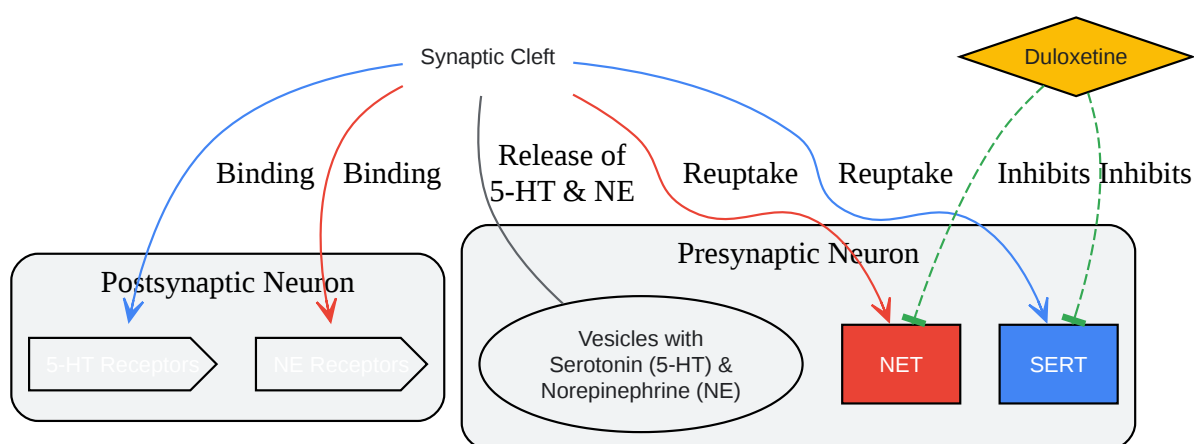 Synaptic Cleft
Duloxetine
Binding
Binding
Release of
5-HT & NE
Reuptake
Reuptake
Inhibits
Inhibits
Postsynaptic Neuron
Presynaptic Neuron
5-HT Receptors
NE Receptors
Vesicles with
Serotonin (5-HT) &
Norepinephrine (NE)
NET
SERT